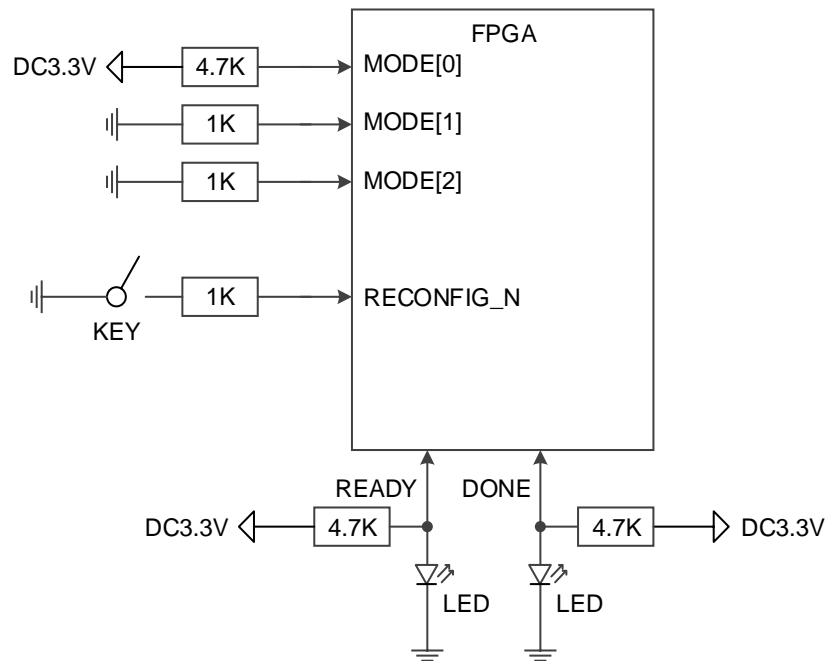 FPGA
DC3.3V 4.7K MODE[0]
1K MODE[1]
1K MODE[2]
1K RECONFIG_N
KEY
READY DONE
DC3.3V 4.7K 4.7K DC3.3V
LED LED